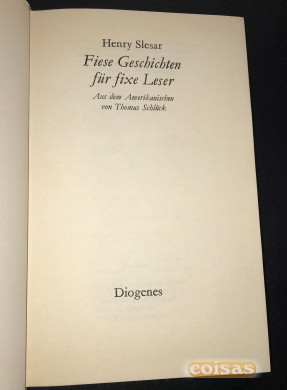 Henry Slesar
Fiese Geschichten
für fixe Leser
Aus dem Amerikanischen
von Thomas Schlück
Diogenes
coisas